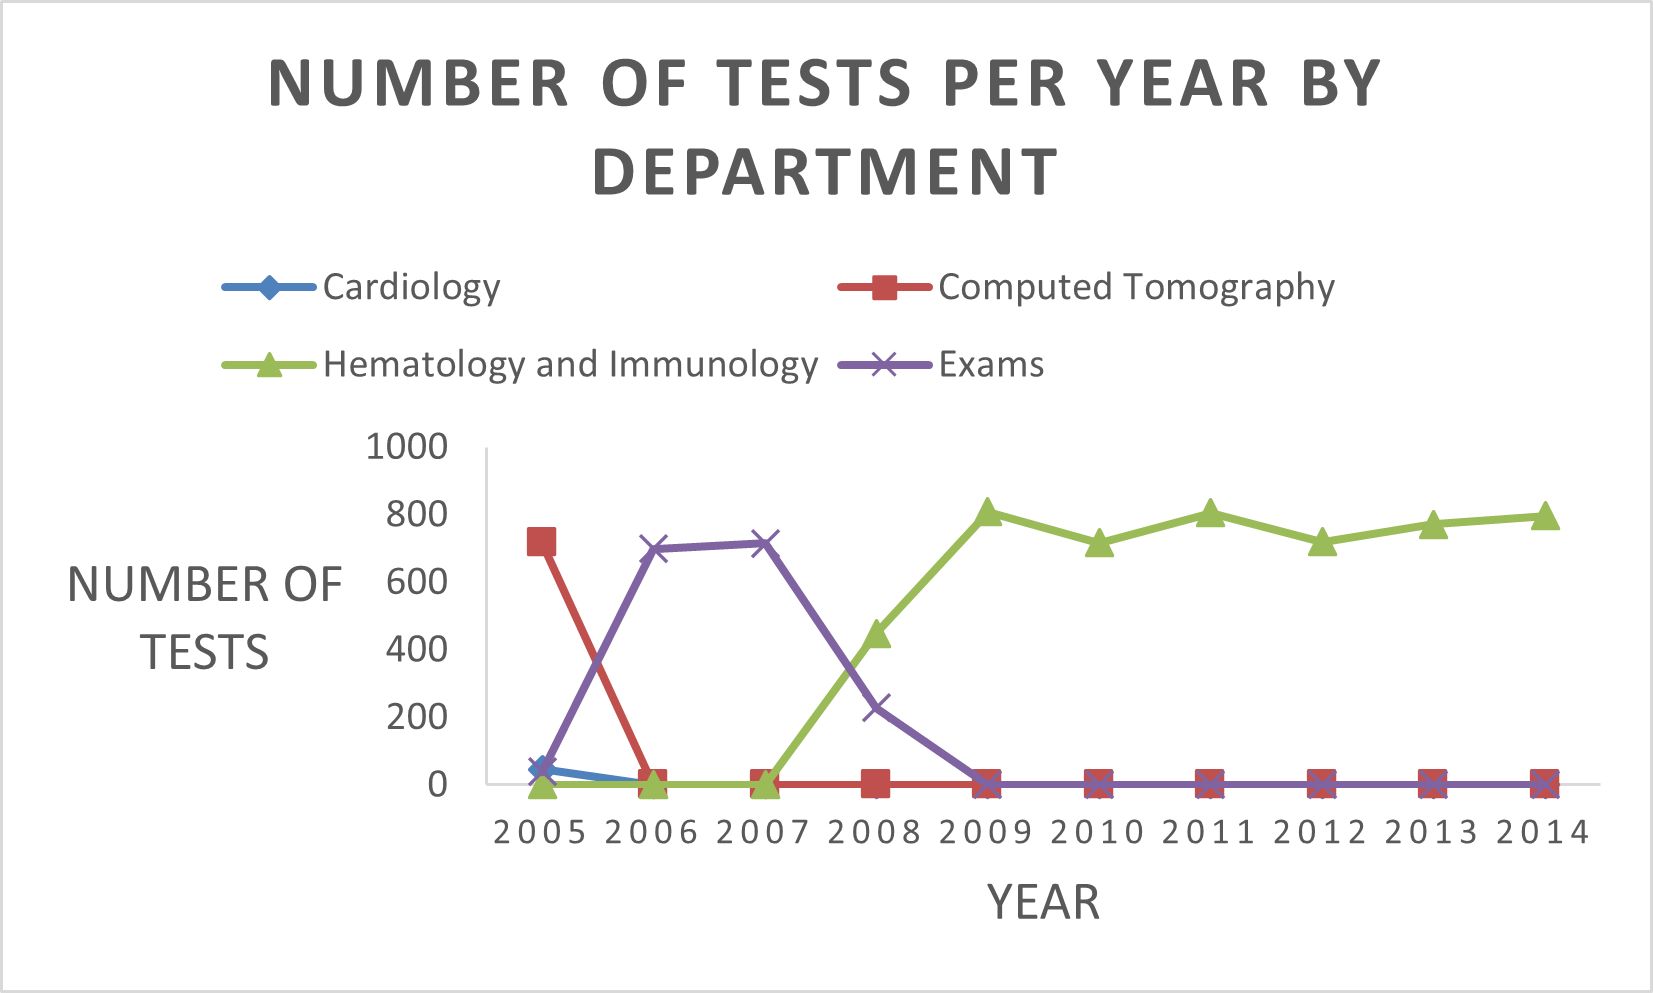 NUMBER OF TESTS PER YEAR BY
DEPARTMENT
Cardiology
Computed Tomography
Hematology and Immunology
Exams
1000
800
600
400
200
0
NUMBER OF
TESTS
2005 2006 2007 2008 2009 2010 2011 2012 2013 2014
YEAR